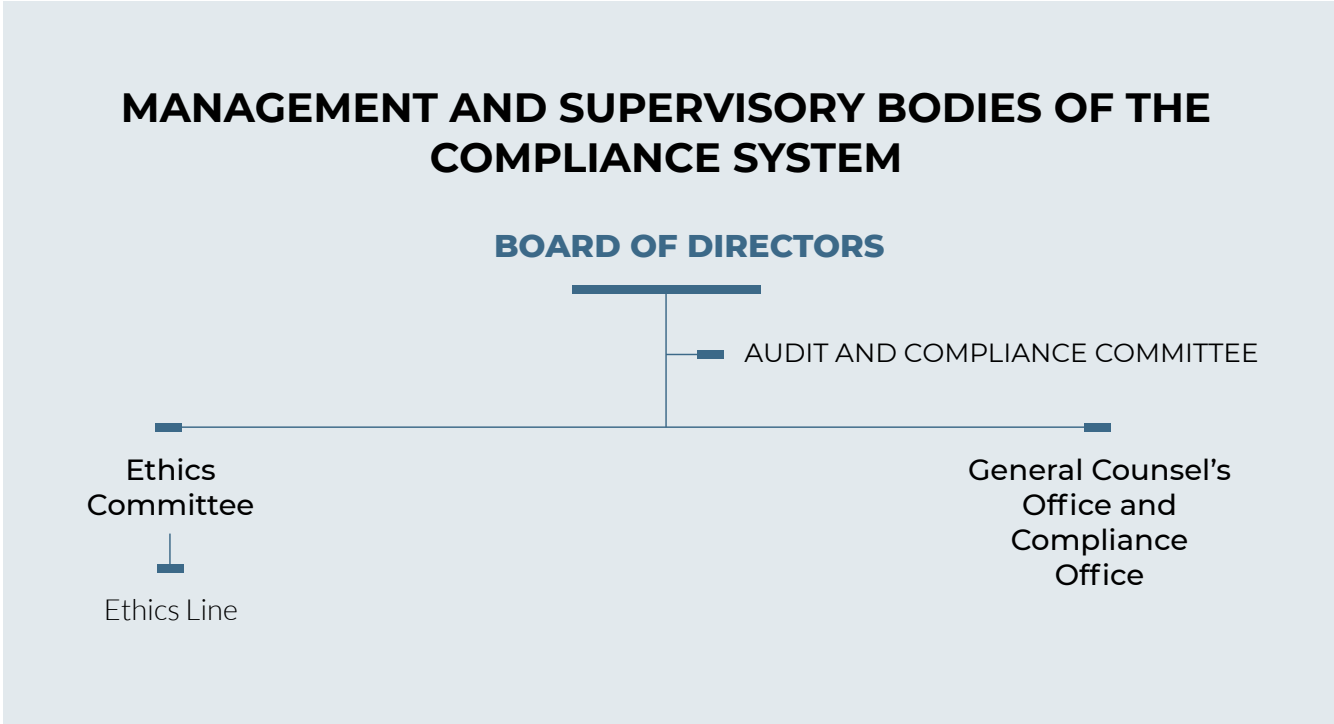 MANAGEMENT AND SUPERVISORY BODIES OF THE
COMPLIANCE SYSTEM
BOARD OF DIRECTORS
AUDIT AND COMPLIANCE COMMITTEE
Ethics
Committee
Ethics Line
General Counsel’s
Office and
Compliance
Office